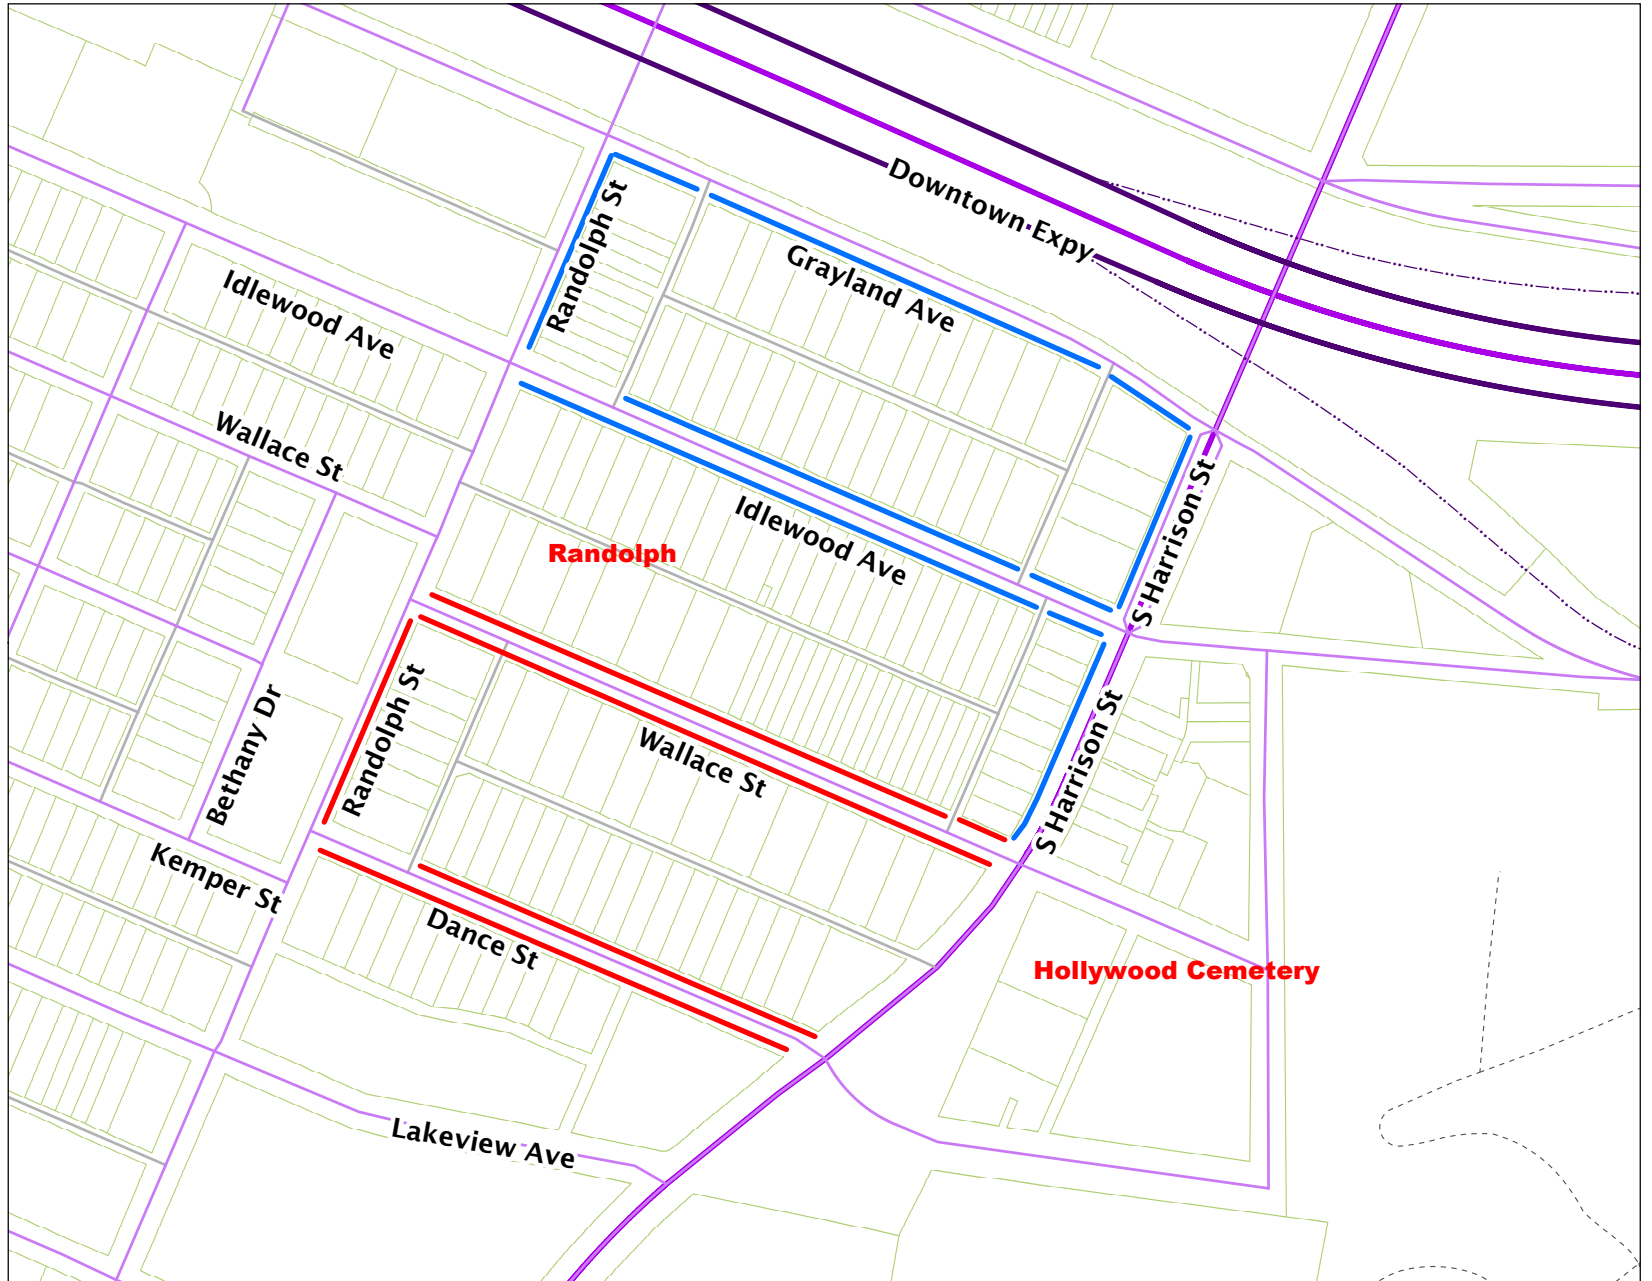 Downtown Expy
Randolph St
Grayland Ave
Idlewood Ave
Wallace St
S Harrison St
Idlewood Ave
Randolph
Randolph St
Bethany Dr
S Harrison St
Wallace St
Kemper St
Dance St
Hollywood Cemetery
Lakeview Ave